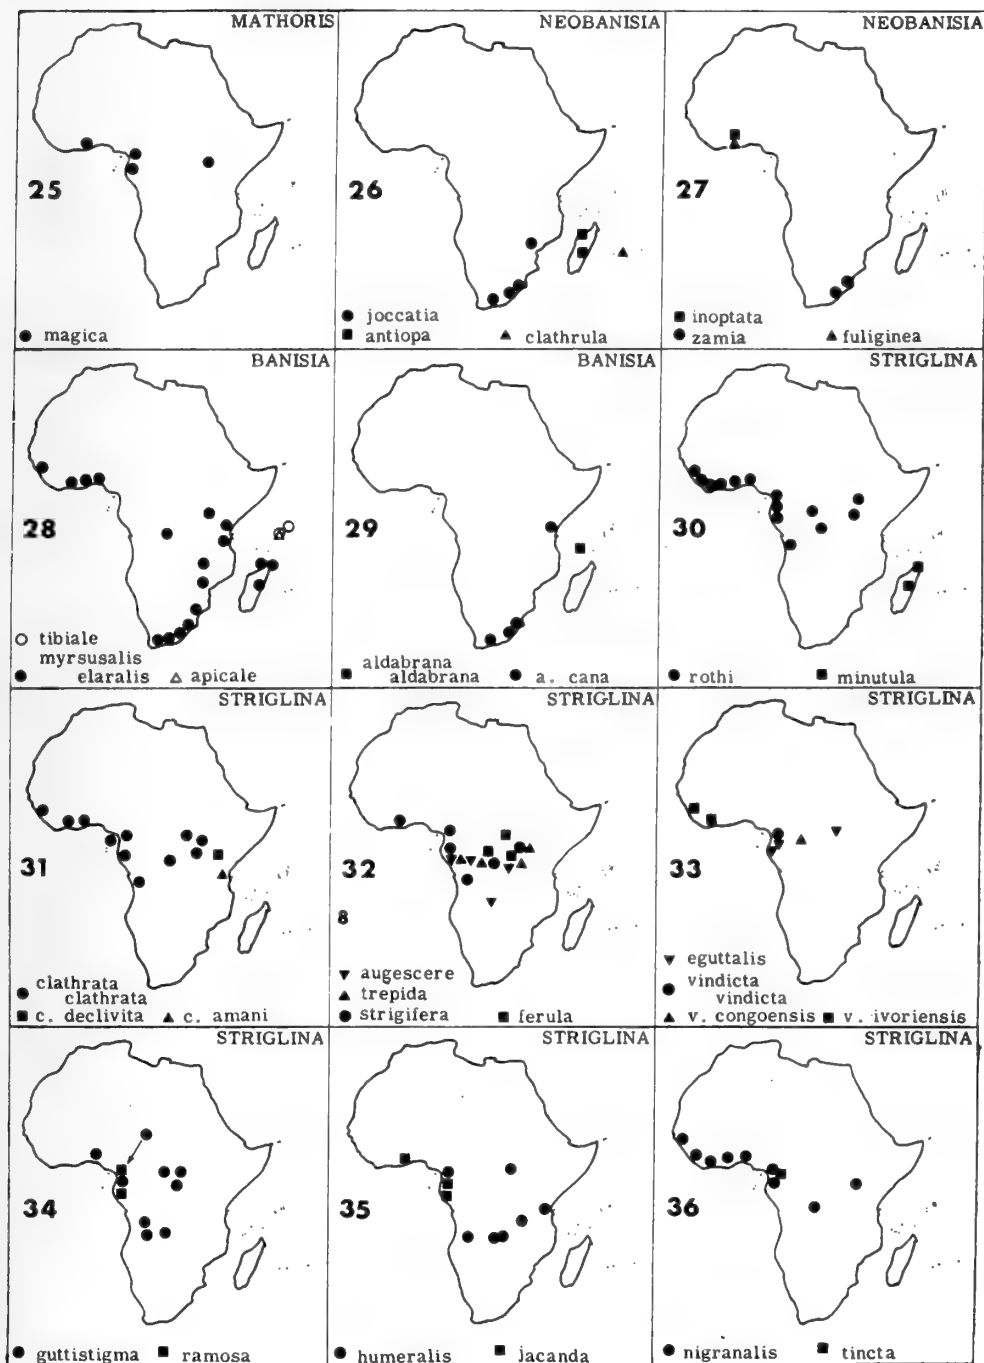 MATHORIS
25
● magica
NEOBANISIA
26
● joccatia
■ antiopa ▲ clathrula
NEOBANISIA
27
■ inoptata
● zamia ▲ fuliginea
BANISIA
28
○ tibiale
myrsusalis
● elaralis △ apicale
BANISIA
29
■ aldabrana
aldabrana ● a. cana
STRIGLINA
30
● rothi ■ minutula
STRIGLINA
31
● clathrata
clathrata
■ c. declivita ▲ c. amani
STRIGLINA
32
8
▼ augescere
▲ trepida
● strigifera ■ ferula
STRIGLINA
33
▼ eguttalis
● vindicta
vindicta
▲ v. congoensis ■ v. ivoriensis
STRIGLINA
34
● guttistigma ■ ramosa
STRIGLINA
35
● humeralis ■ jacanda
STRIGLINA
36
● nigranalis ■ tincta